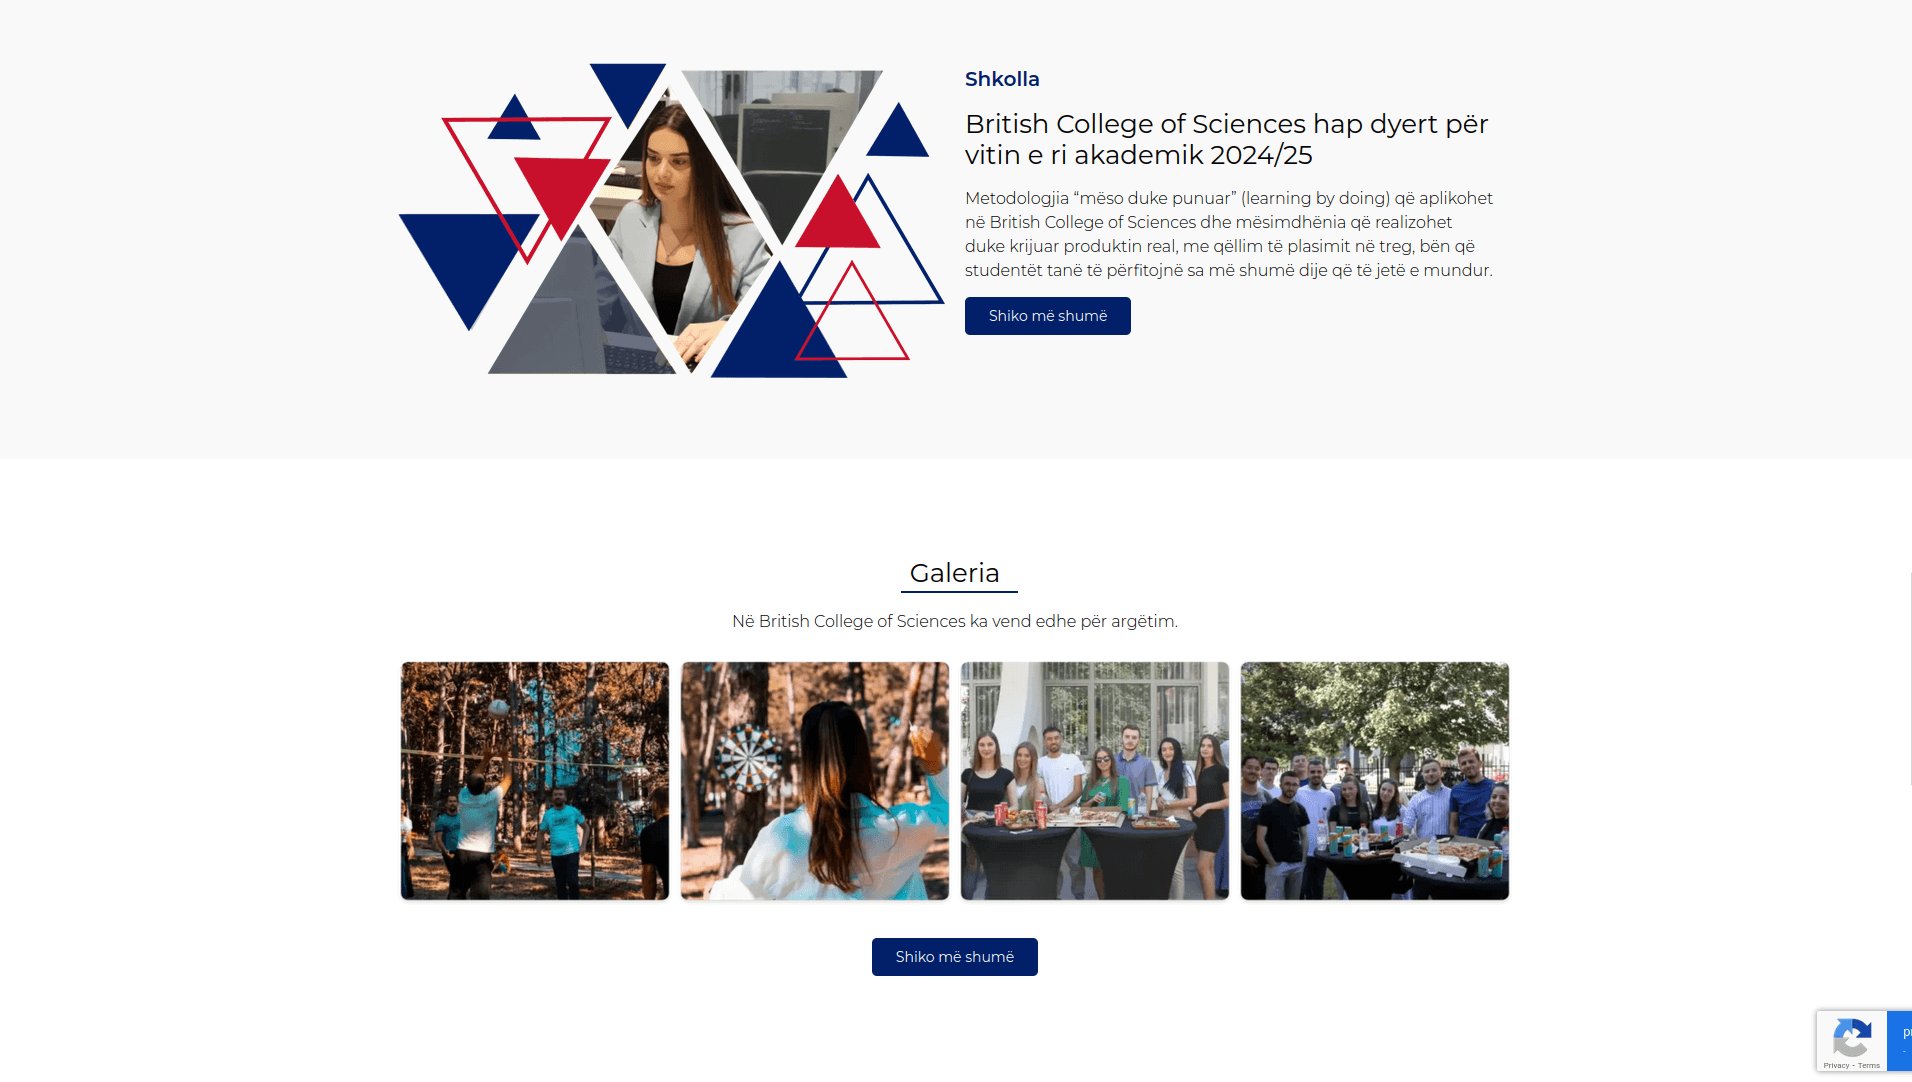 Shkolla
British College of Sciences hap dyert për
vitin e ri akademik 2024/25
Metodologjia “mëso duke punuar” (learning by doing) që aplikohet
në British College of Sciences dhe mësimdhënia që realizohet
duke krijuar produktin real, me qëllim të plasimit në treg, bën që
studentët tanë të përfitojnë sa më shumë dije që të jetë e mundur.
Shiko më shumë
Galeria
Në British College of Sciences ka vend edhe për argëtim.
Shiko më shumë
Privacy - Terms